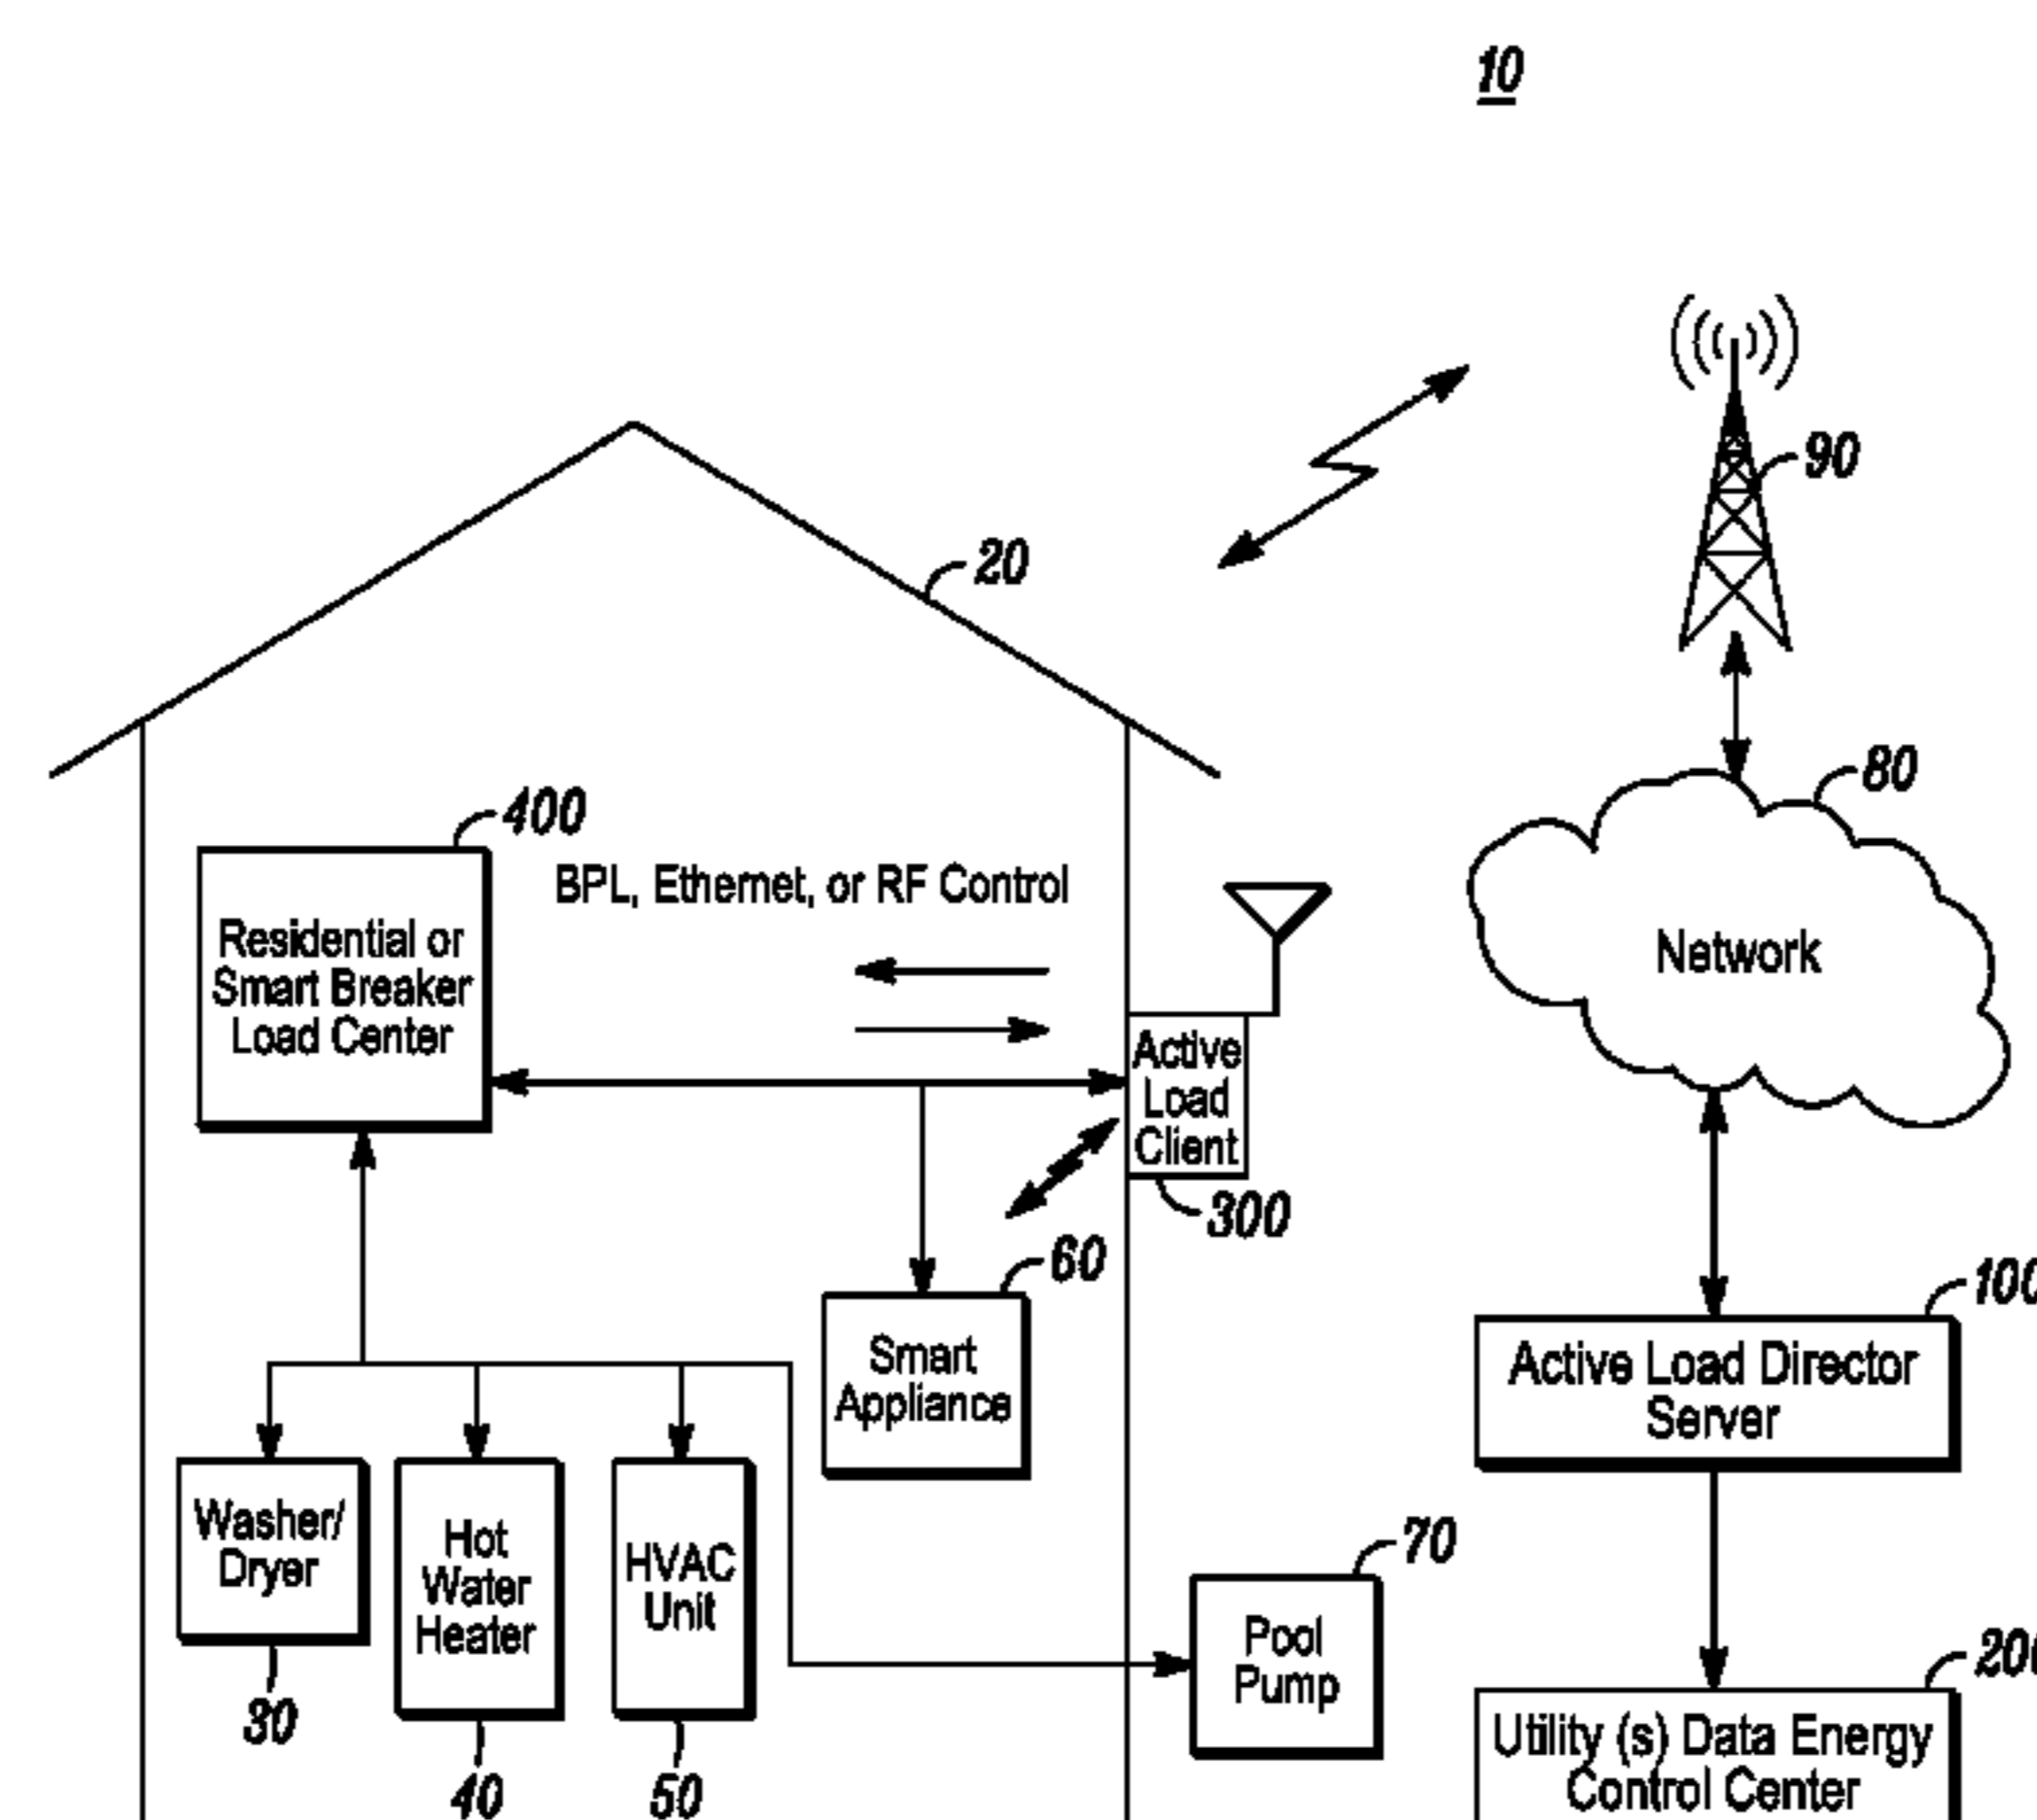 10
90
20
80
400
BPL, Ethernet, or RF Control
Residential or
Smart Breaker
Load Center
Network
Active
Load
Client
300
60
100
Smart
Appliance
Active Load Director
Server
Washer/
Dryer
Hot
Water
Heater
HVAC
Unit
70
Pool
Pump
200
Utility (s) Data Energy
Control Center
30
40
50